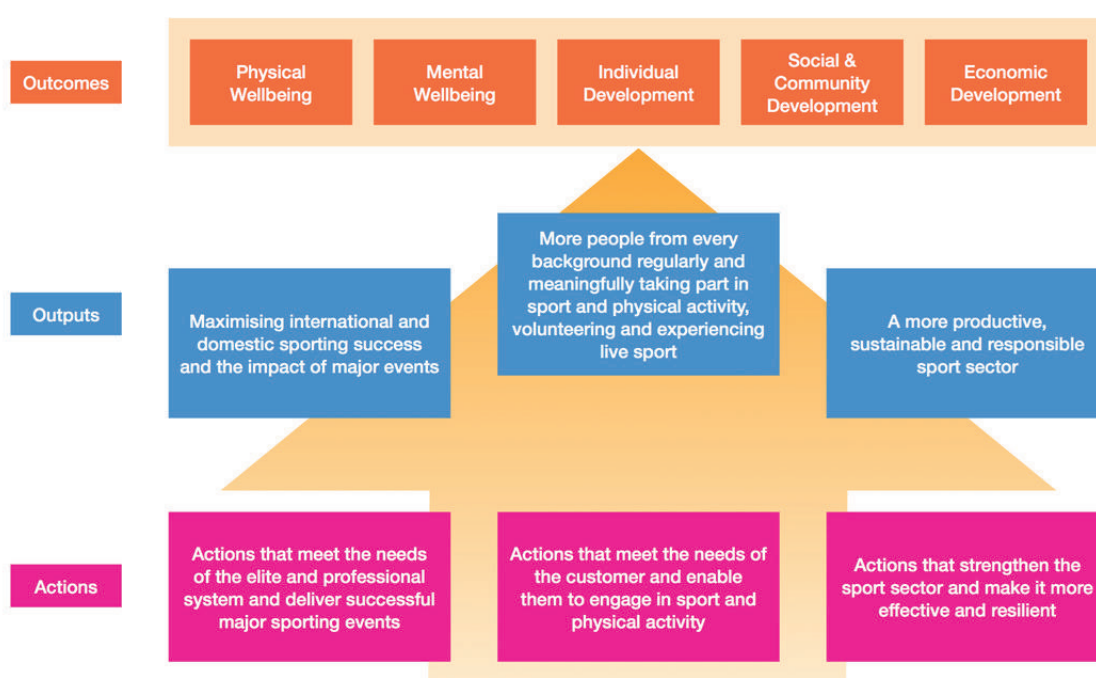 Outcomes
Physical
Wellbeing
Mental
Wellbeing
Individual
Development
Social &
Community
Development
Economic
Development
Outputs
Maximising international and
domestic sporting success
and the impact of major events
More people from every
background regularly and
meaningfully taking part in
sport and physical activity,
volunteering and experiencing
live sport
A more productive,
sustainable and responsible
sport sector
Actions
Actions that meet the needs
of the elite and professional
system and deliver successful
major sporting events
Actions that meet the needs of
the customer and enable
them to engage in sport and
physical activity
Actions that strengthen the
sport sector and make it more
effective and resilient